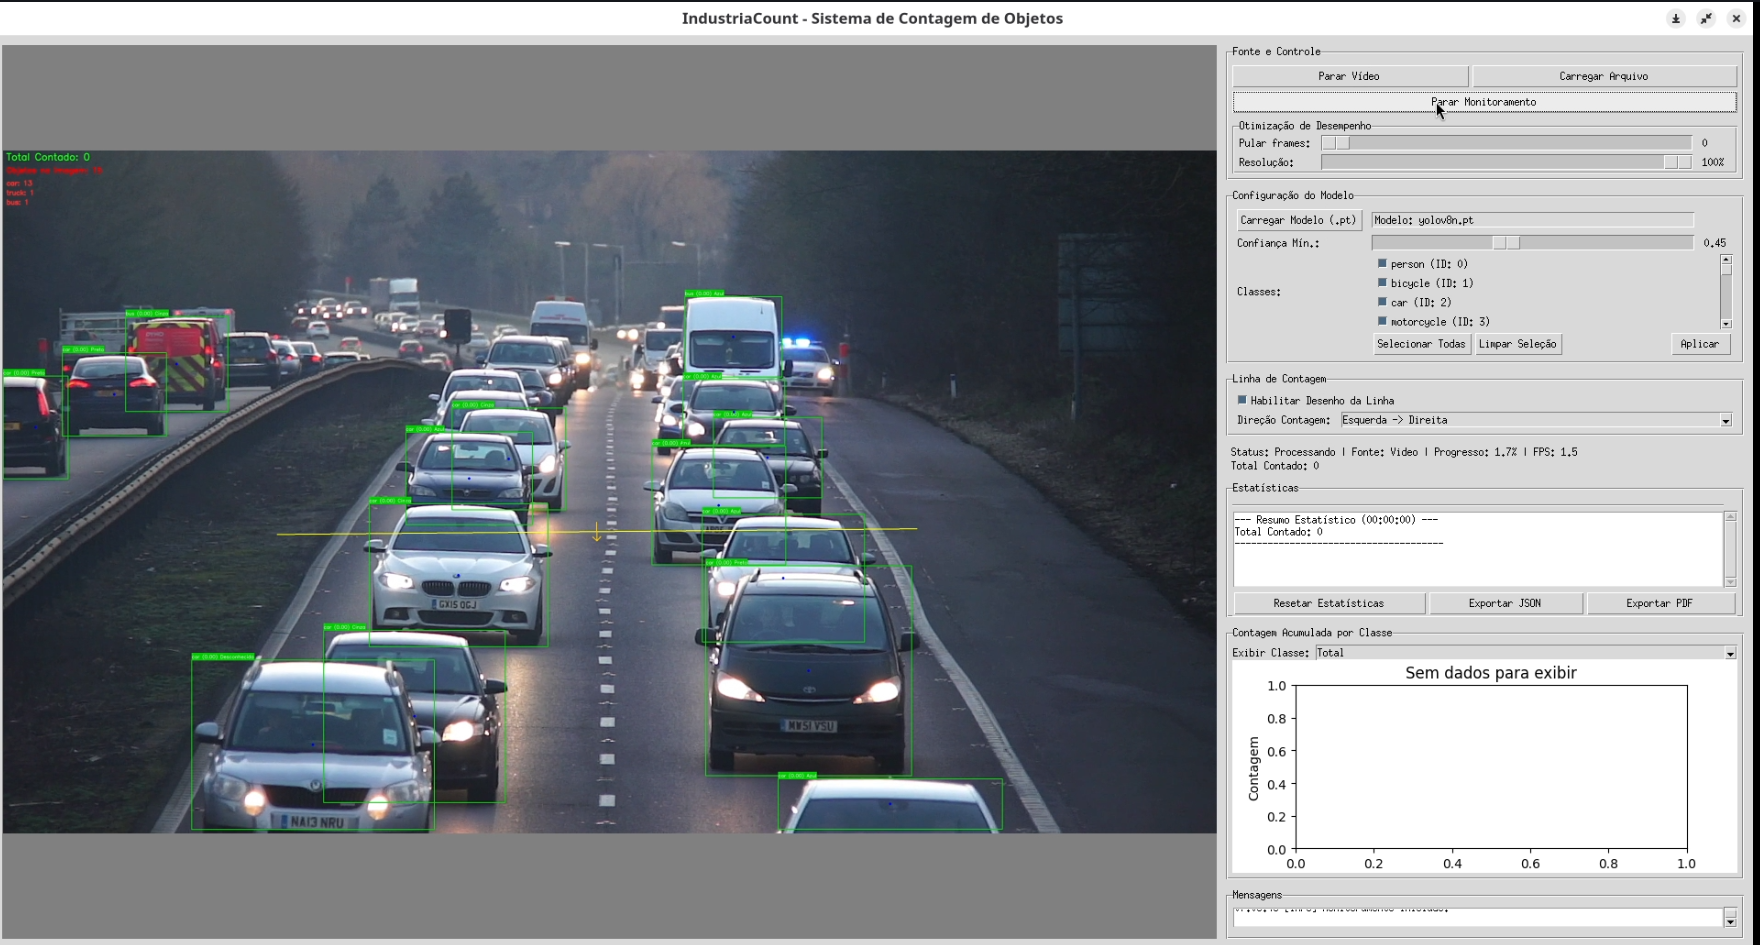 IndustriaCount - Sistema de Contagem de Objetos
Total Contado: 0
car: 13
truck: 1
bus: 1
GX15 OGJ
MW51 VSU
NA13 NRU
Fonte e Controle
Parar Vídeo
Carregar Arquivo
Parar Monitoramento
Otimização de Desempenho
Pular frames:
0
Resolução:
100%
Configuração do Modelo
Carregar Modelo (.pt)
Modelo: yolov8n.pt
Confiança Mín.:
0.45
Classes:
person (ID: 0)
bicycle (ID: 1)
car (ID: 2)
motorcycle (ID: 3)
Selecionar Todas
Limpar Seleção
Aplicar
Linha de Contagem
Habilitar Desenho da Linha
Direção Contagem:
Esquerda -> Direita
Status: Processando | Fonte: Video | Progresso: 1.7% | FPS: 1.5
Total Contado: 0
Estatísticas
--- Resumo Estatístico (00:00:00) ---
Total Contado: 0
------------------------------------
Resetar Estatísticas
Exportar JSON
Exportar PDF
Contagem Acumulada por Classe
Exibir Classe:
Total
Sem dados para exibir
Contagem
1.0
0.8
0.6
0.4
0.2
0.0
0.0
0.2
0.4
0.6
0.8
1.0
Mensagens